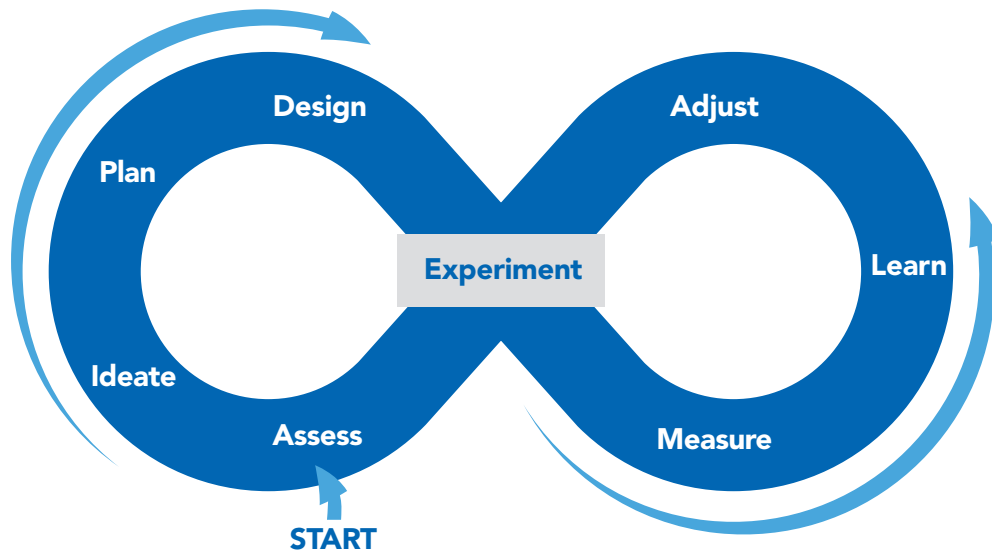 Design
Adjust
Plan
Experiment
Learn
Ideate
Assess
Measure
START